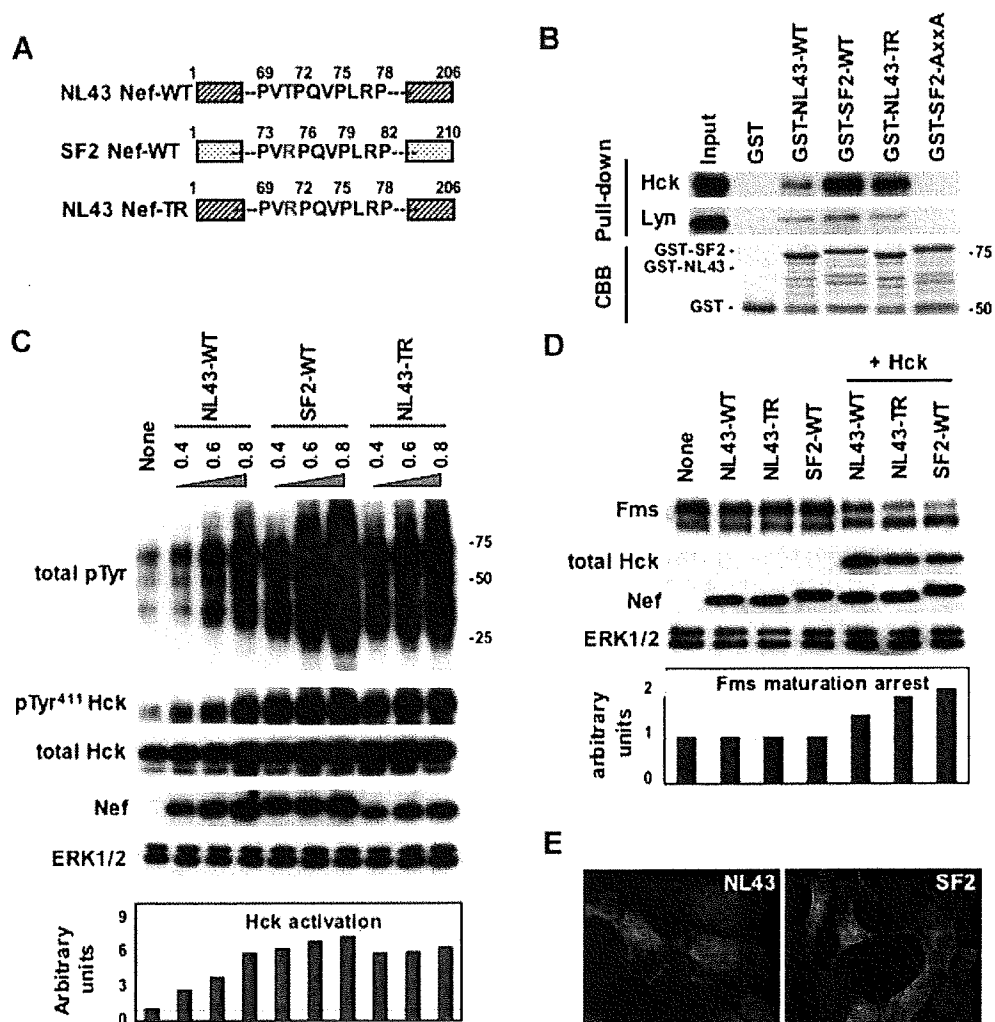 A
1 69 72 75 78 206
NL43 Nef-WT --PVTPQVPLRP---
1 73 76 79 82 210
SF2 Nef-WT --PVRPQVPLRP---
1 69 72 75 78 206
NL43 Nef-TR --PVRPQVPLRP---
B
Input
GST
GST-NL43-WT
GST-SF2-WT
GST-NL43-TR
GST-SF2-AxxA
Pull-down
Hck
Lyn
CBB
GST-SF2 -
GST-NL43 -
GST -
-75
-50
C
None
NL43-WT
SF2-WT
NL43-TR
0.4 0.6 0.8 0.4 0.6 0.8 0.4 0.6 0.8
total pTyr
-75
-50
-25
pTyr411 Hck
total Hck
Nef
ERK1/2
Hck activation
Arbitrary units
9
6
3
0
D
+ Hck
None
NL43-WT
NL43-TR
SF2-WT
NL43-WT
NL43-TR
SF2-WT
Fms
total Hck
Nef
ERK1/2
Fms maturation arrest
arbitrary units
2
1
0
E
NL43
SF2